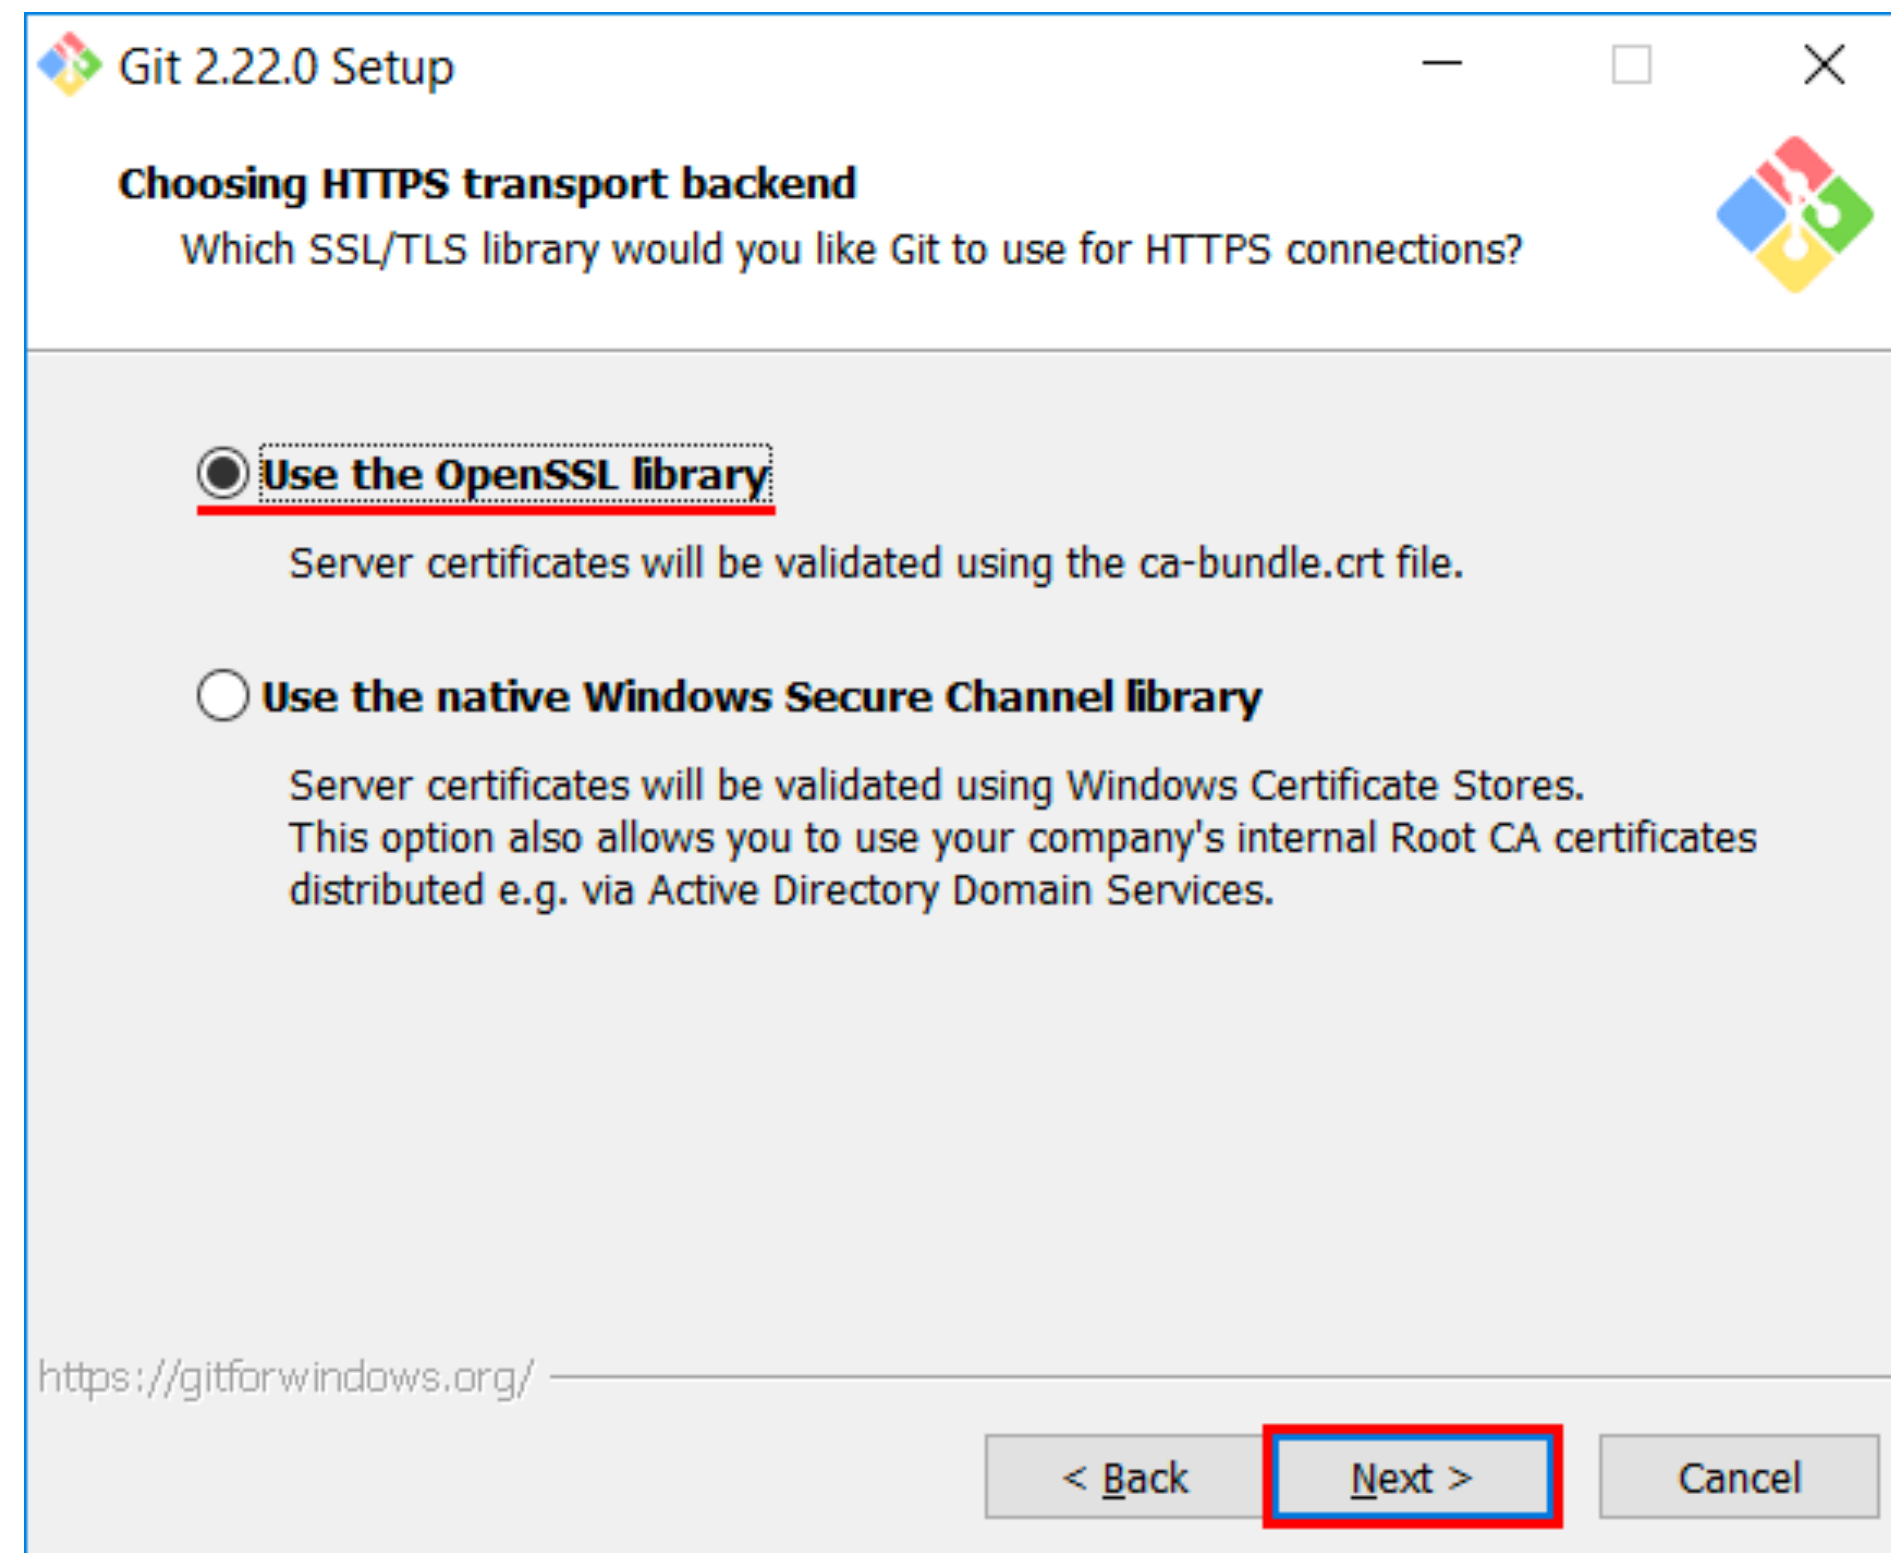 Git 2.22.0 Setup
Choosing HTTPS transport backend
Which SSL/TLS library would you like Git to use for HTTPS connections?
Use the OpenSSL library
Server certificates will be validated using the ca-bundle.crt file.
Use the native Windows Secure Channel library
Server certificates will be validated using Windows Certificate Stores.
This option also allows you to use your company's internal Root CA certificates
distributed e.g. via Active Directory Domain Services.
https://gitforwindows.org/
< Back Next > Cancel